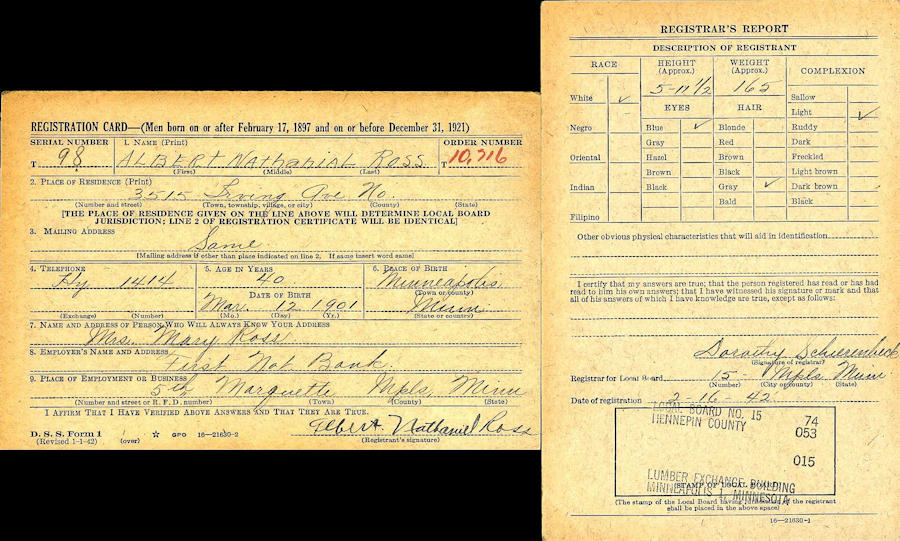 REGISTRATION CARD—(Men born on or after February 17, 1897 and on or before December 31, 1921)
SERIAL NUMBER 1. NAME (Print) ORDER NUMBER
T 98 ALBERT Nathanial Ross T 10,716
(First) (Middle) (Last)
2. PLACE OF RESIDENCE (Print)
3515 Irving Ave No.
(Number and street) (Town, township, village, or city) (County) (State)
[THE PLACE OF RESIDENCE GIVEN ON THE LINE ABOVE WILL DETERMINE LOCAL BOARD
JURISDICTION; LINE 2 OF REGISTRATION CERTIFICATE WILL BE IDENTICAL]
3. MAILING ADDRESS
Same
[Mailing address if other than place indicated on line 2. If same insert word same]
4. TELEPHONE 5. AGE IN YEARS 6. PLACE OF BIRTH
Hy 1414 40 Minneapolis
DATE OF BIRTH (Town or county)
Mar. 12 1901 Minn
(Exchange) (Number) (Mo.) (Day) (Yr.) (State or country)
7. NAME AND ADDRESS OF PERSON WHO WILL ALWAYS KNOW YOUR ADDRESS
Mrs. Mary Ross
8. EMPLOYER'S NAME AND ADDRESS
First Nat Bank
9. PLACE OF EMPLOYMENT OR BUSINESS
5th Marquette Mpls, Minn
(Number and street or R. F. D. number) (Town) (County) (State)
I AFFIRM THAT I HAVE VERIFIED ABOVE ANSWERS AND THAT THEY ARE TRUE.
D. S. S. Form 1
(Revised 1-1-42) (over) ☆ GPO 16—21630-2
Albert Nathaniel Ross
(Registrant's signature)
REGISTRAR'S REPORT
DESCRIPTION OF REGISTRANT
RACE HEIGHT (Approx.) WEIGHT (Approx.) COMPLEXION
5-11 1/2 165
White ✓ EYES HAIR Sallow
Light ✓
Negro Blue ✓ Blonde Ruddy
Gray Red Dark
Oriental Hazel Brown Freckled
Brown Black Light brown
Indian Black Gray ✓ Dark brown
Bald Black
Filipino
Other obvious physical characteristics that will aid in identification
I certify that my answers are true; that the person registered has read or has had
read to him his own answers; that I have witnessed his signature or mark and that
all of his answers of which I have knowledge are true, except as follows:
Dorothy
(Signature of registrar)
Registrar for Local Board 15 - Mpls Minn
(Number) (City or county) (State)
Date of registration 2-16-42
LOCAL BOARD NO. 15 74
HENNEPIN COUNTY 053
015
LUMBER EXCHANGE BUILDING
MINNEAPOLIS 1, MINNESOTA
STAMP OF LOCAL BOARD
(The stamp of the Local Board having jurisdiction of the registrant
shall be placed in the above space)
16—21630-1